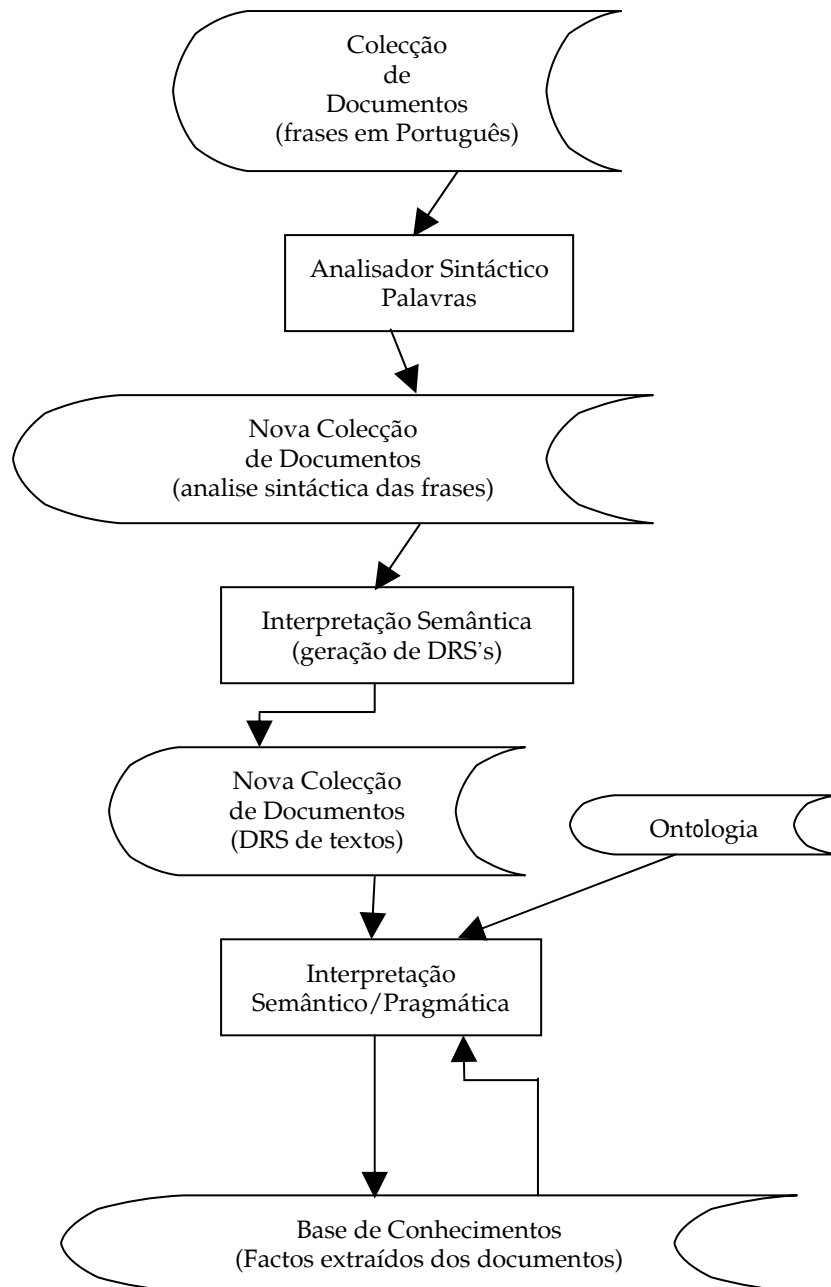 Colecção
de
Documentos
(frases em Português)
Analisador Sintáctico
Palavras
Nova Colecção
de Documentos
(analise sintáctica das frases)
Interpretação Semântica
(geração de DRS's)
Nova Colecção
de Documentos
(DRS de textos)
Ontologia
Interpretação
Semântico/Pragmática
Base de Conhecimentos
(Factos extraídos dos documentos)